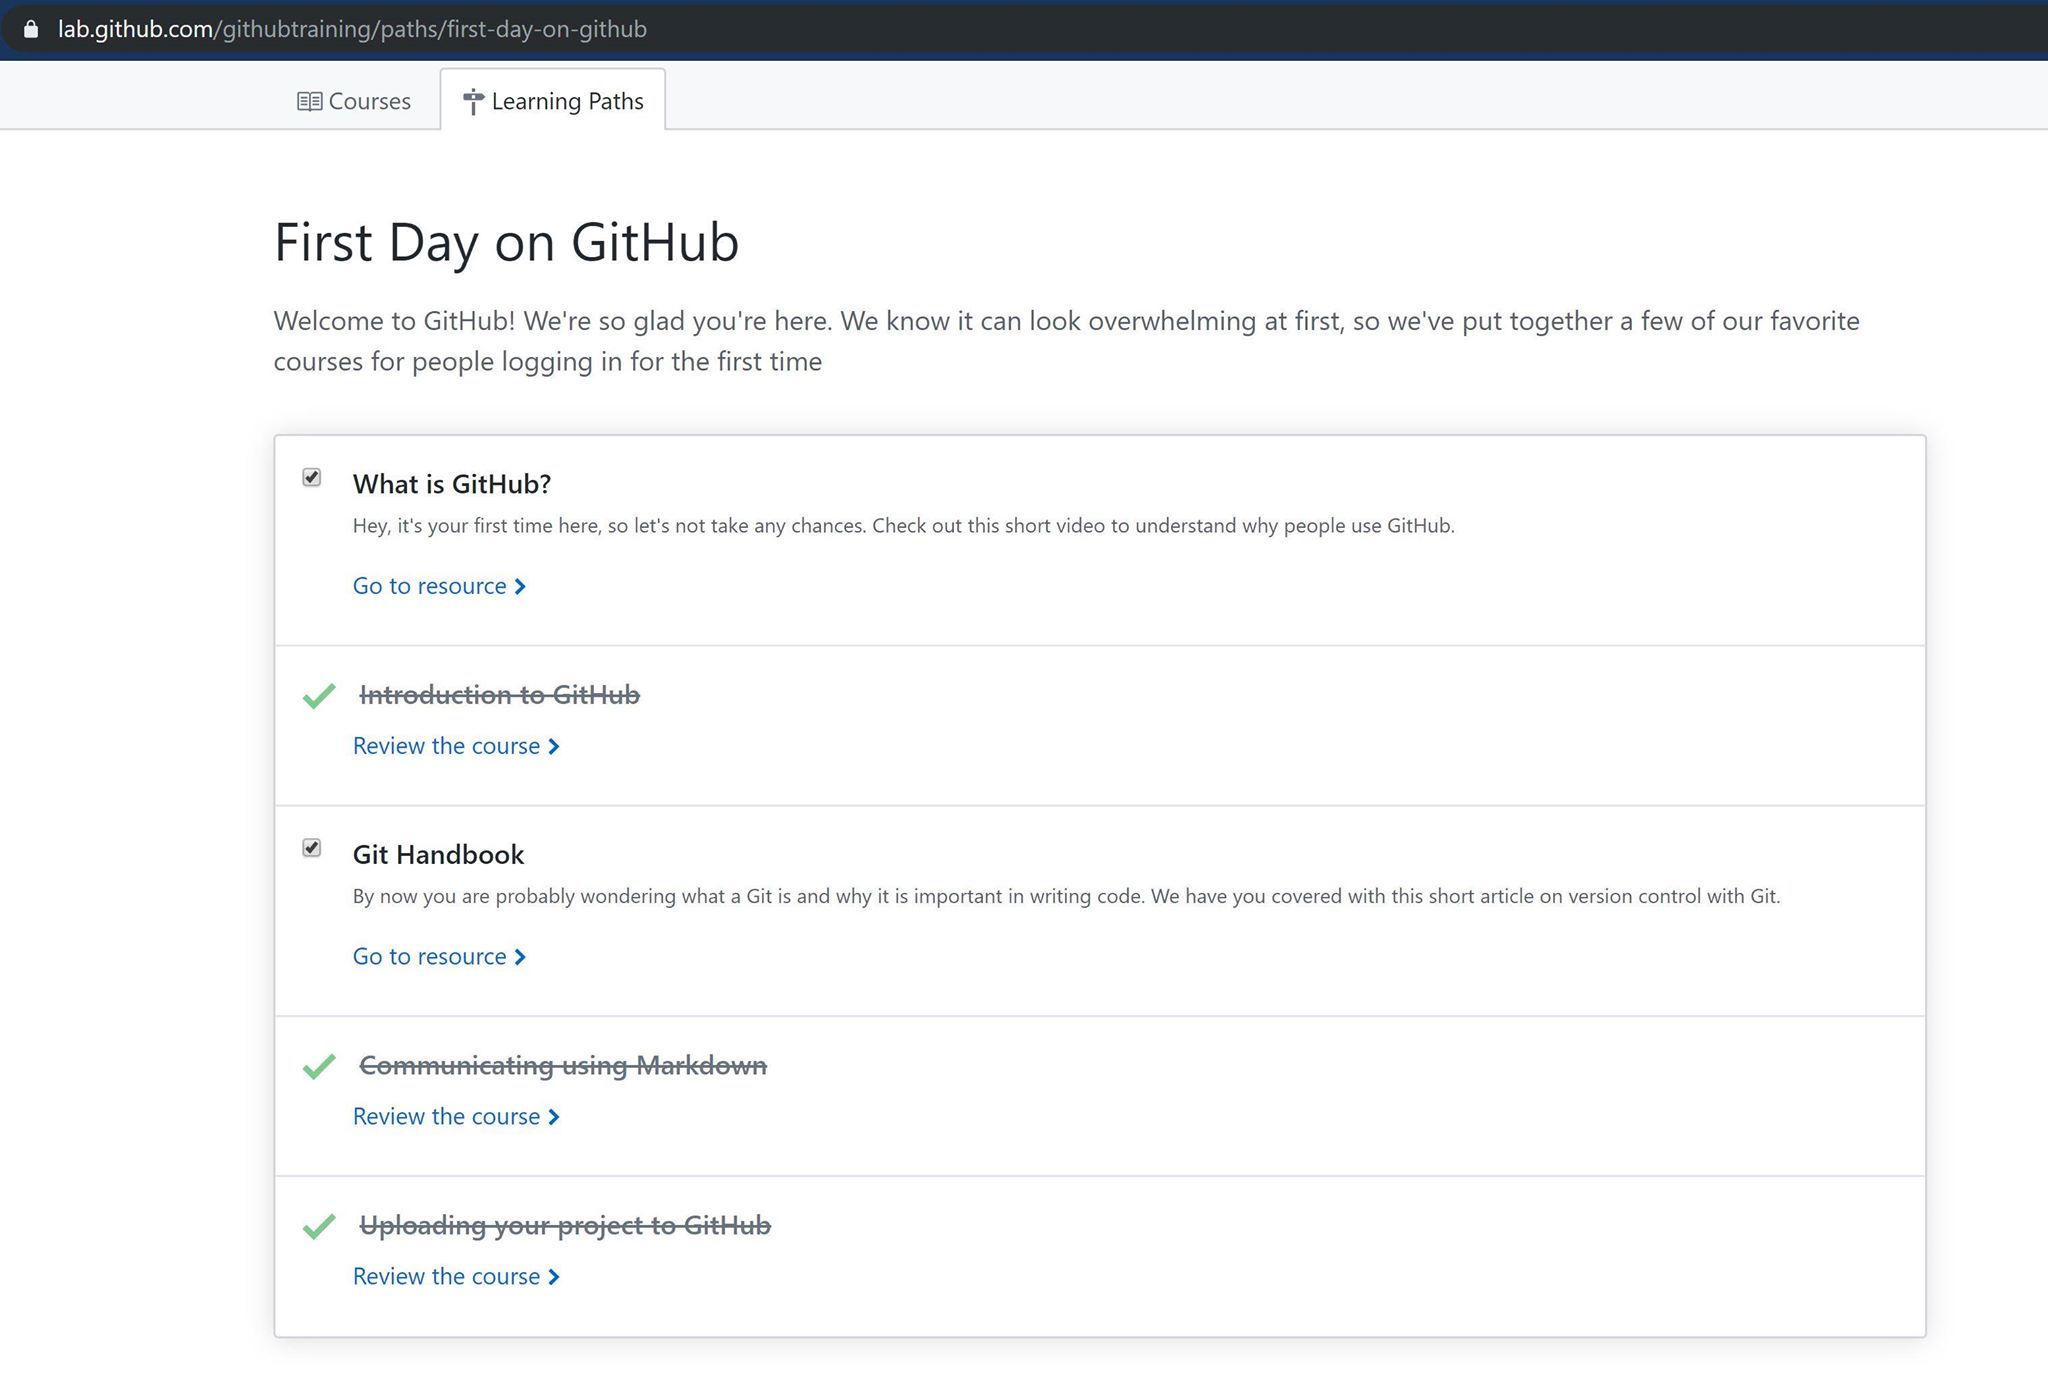 lab.github.com/githubtraining/paths/first-day-on-github
Courses
Learning Paths
First Day on GitHub
Welcome to GitHub! We're so glad you're here. We know it can look overwhelming at first, so we've put together a few of our favorite
courses for people logging in for the first time
What is GitHub?
Hey, it's your first time here, so let's not take any chances. Check out this short video to understand why people use GitHub.
Go to resource
Introduction to GitHub
Review the course
Git Handbook
By now you are probably wondering what a Git is and why it is important in writing code. We have you covered with this short article on version control with Git.
Go to resource
Communicating using Markdown
Review the course
Uploading your project to GitHub
Review the course